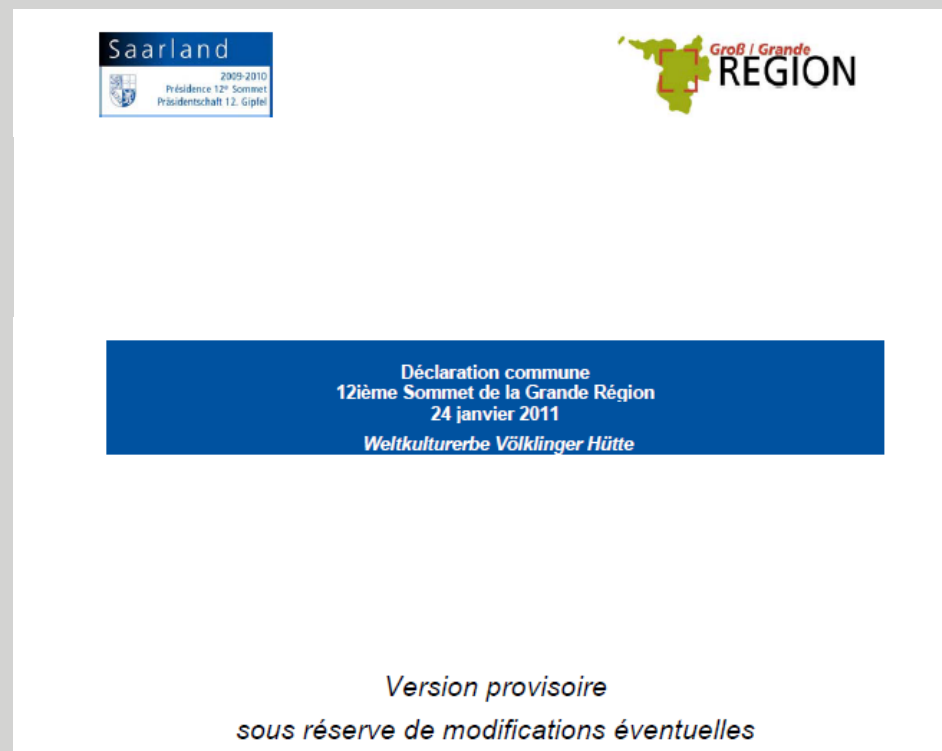 Saarland
2009-2010
Présidence 12e Sommet
Präsidentschaft 12. Gipfel
Groß / Grande
REGION
Déclaration commune
12ième Sommet de la Grande Région
24 janvier 2011
Weltkulturerbe Völklinger Hütte
Version provisoire
sous réserve de modifications éventuelles